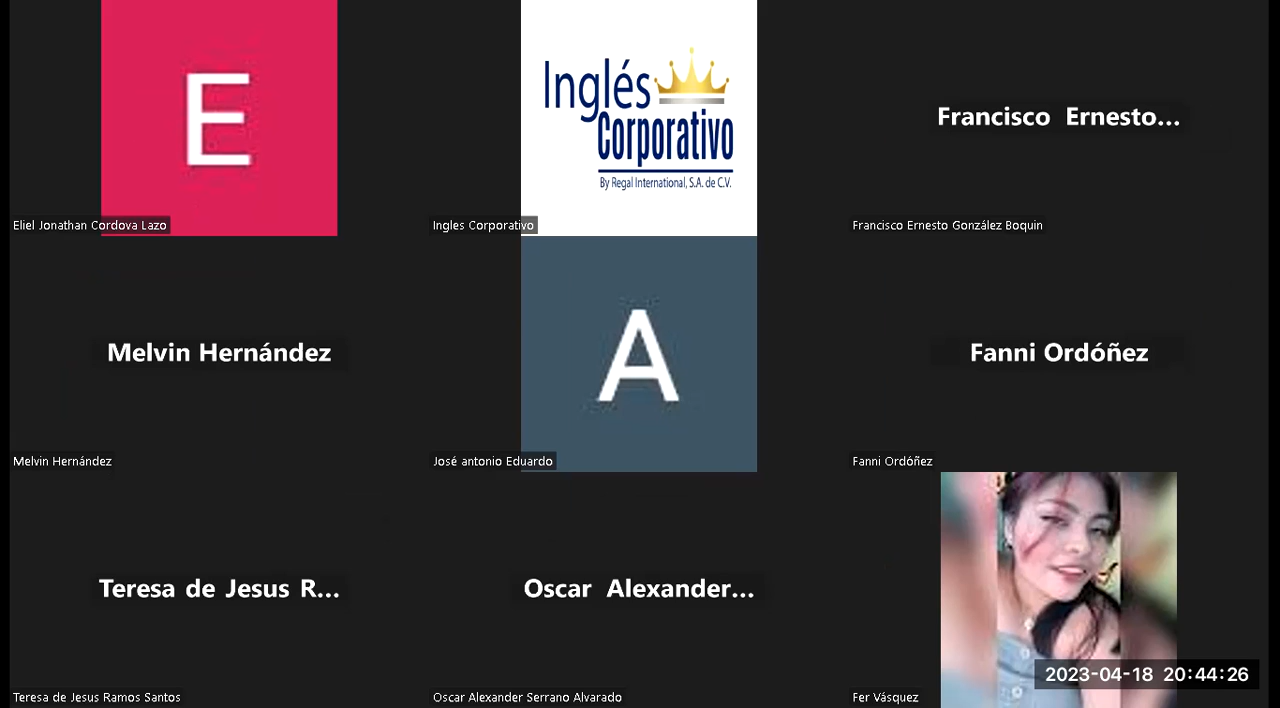 E
Inglés
Corporativo
By Regal International, S.A. de C.V.
Francisco Ernesto...
Eliel Jonathan Cordova Lazo
Ingles Corporativo
Francisco Ernesto González Boquin
Melvin Hernández
A
Fanni Ordóñez
Melvin Hernández
José antonio Eduardo
Fanni Ordóñez
Teresa de Jesus R...
Oscar Alexander...
2023-04-18 20:44:26
Teresa de Jesus Ramos Santos
Oscar Alexander Serrano Alvarado
Fer Vásquez